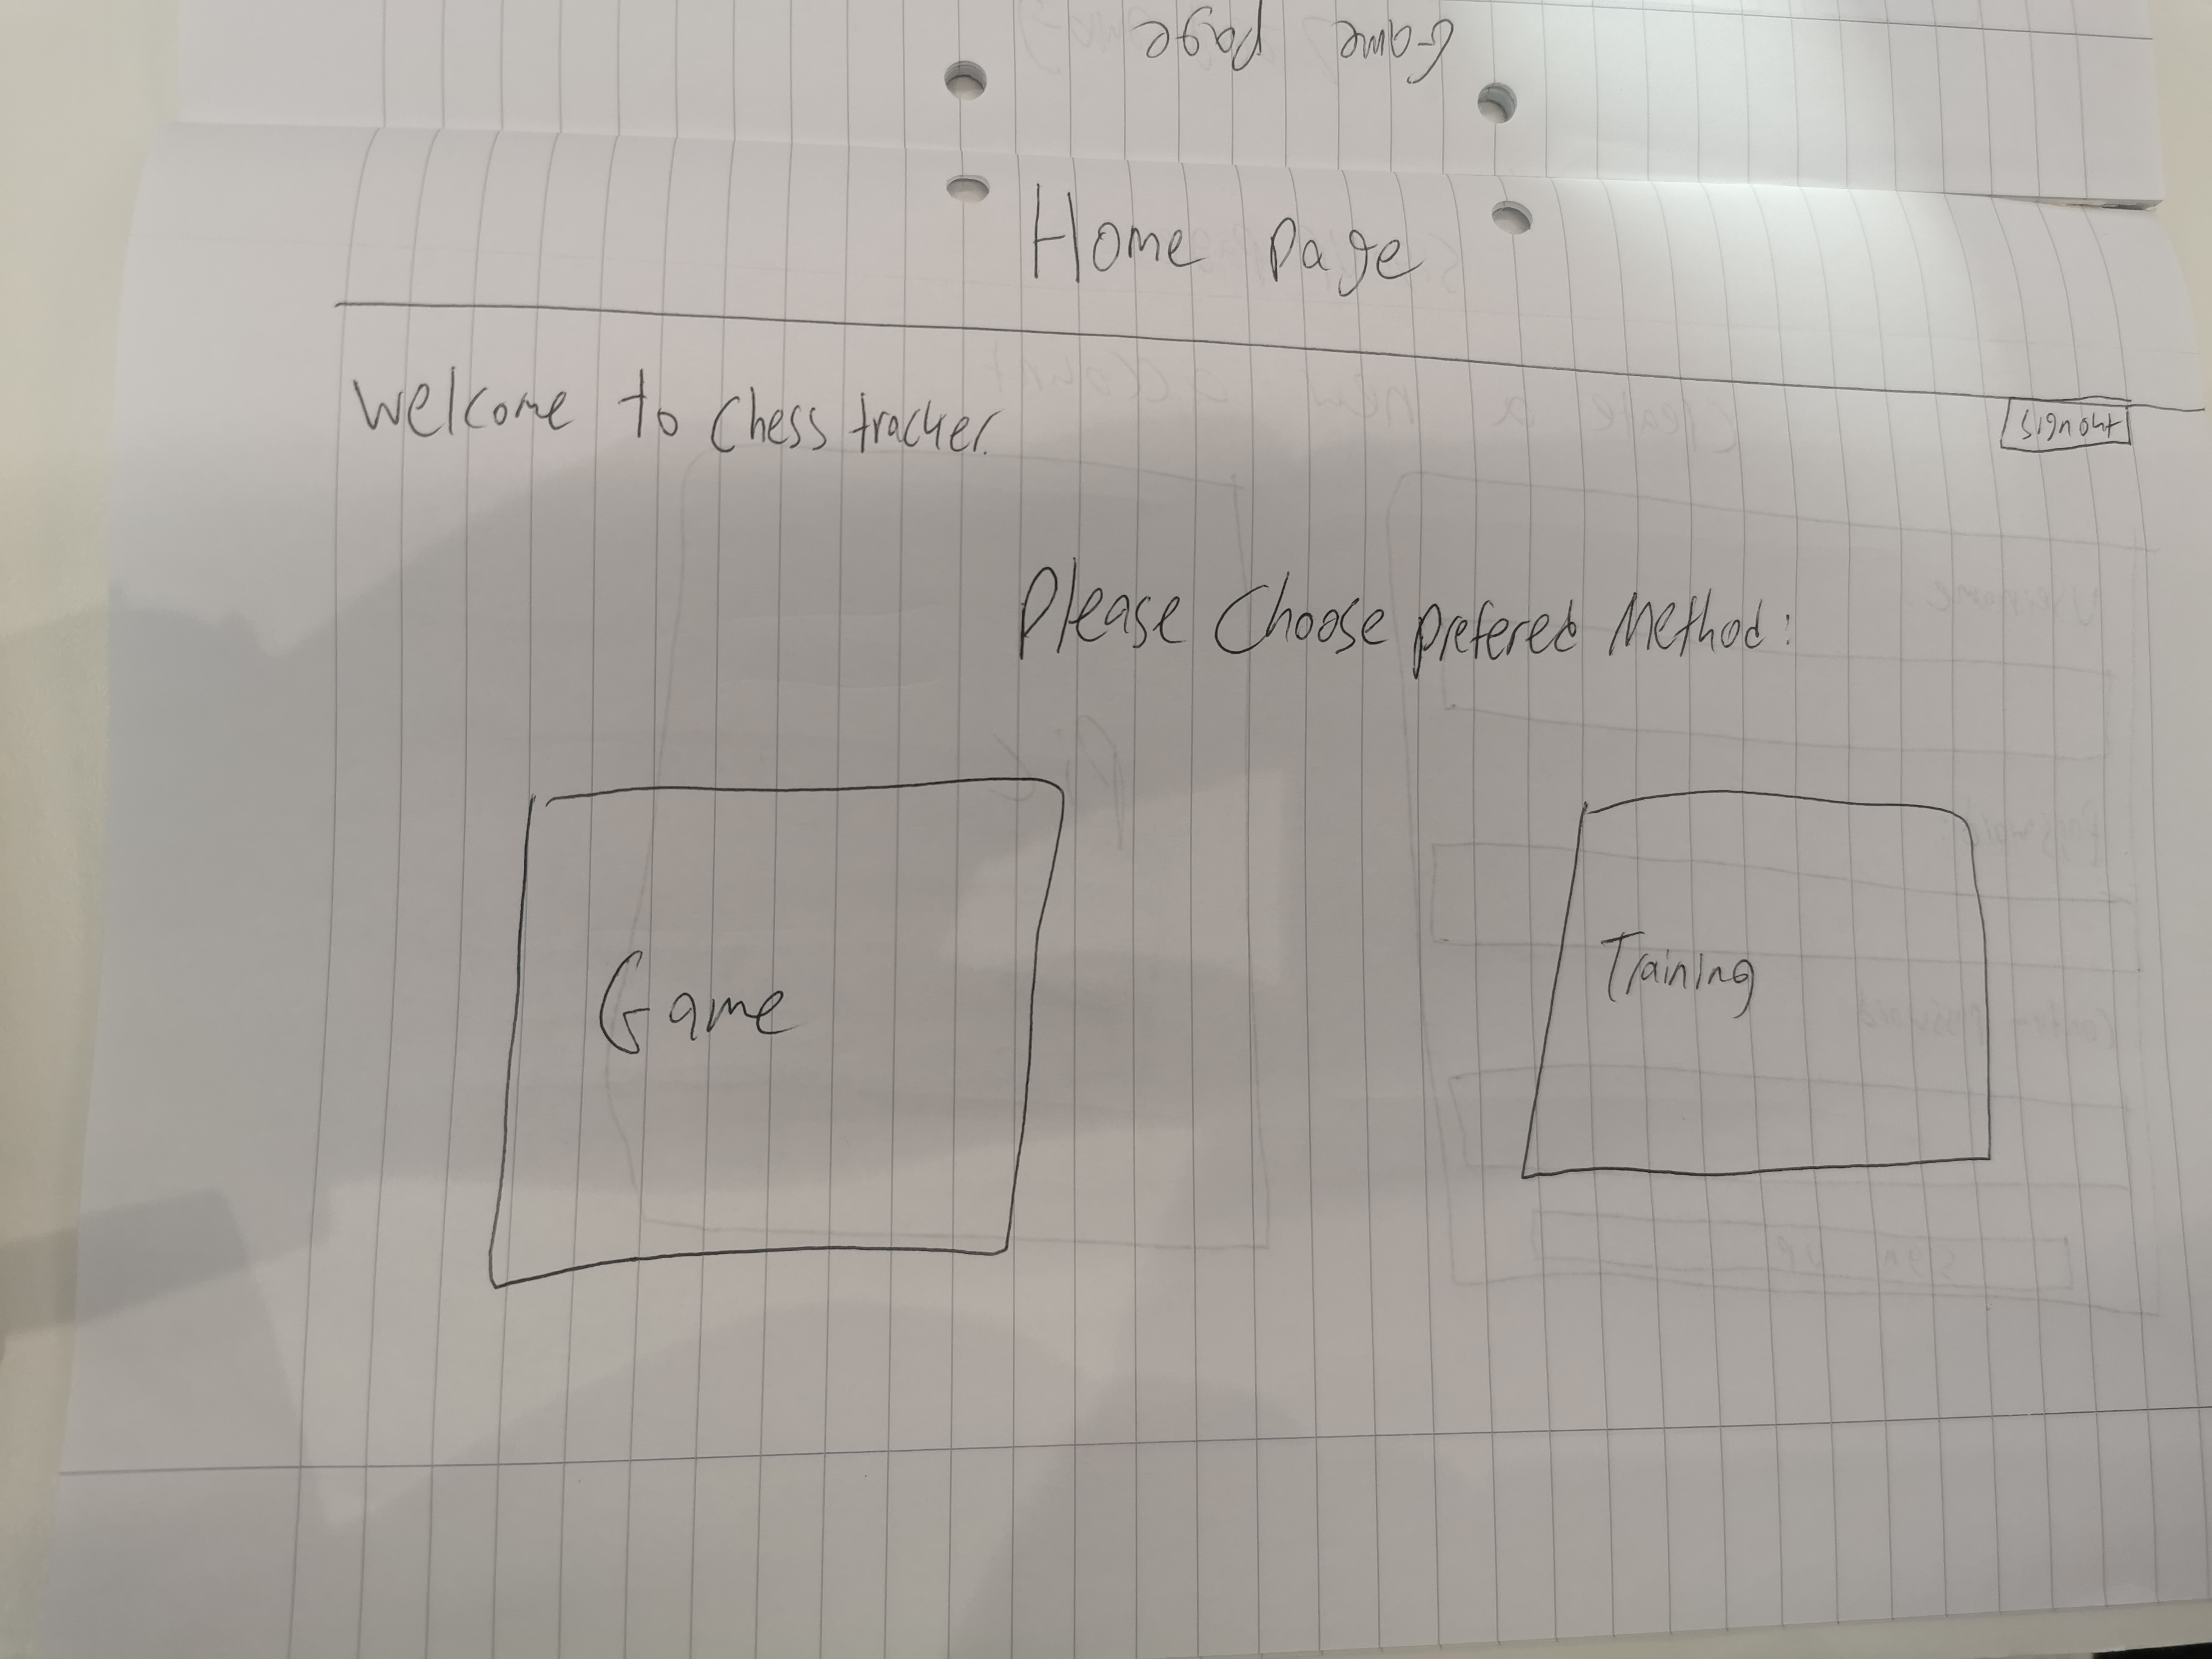 Game Page
Home Page
Welcome to Chess tracker.
Signout
Please Choose prefered Method:
Game
Training